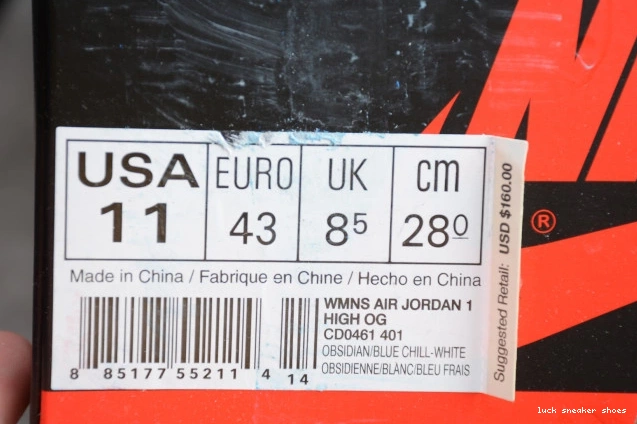 USA EURO UK cm
11 43 8⁵ 28⁰
Made in China / Fabrique en Chine / Hecho en China
WMNS AIR JORDAN 1
HIGH OG
CD0461 401
OBSIDIAN/BLUE CHILL-WHITE
OBSIDIENNE/BLANC/BLEU FRAIS
8 85177 55211 4 14
Suggested Retail: USD $160.00
®
luck sneaker shoes